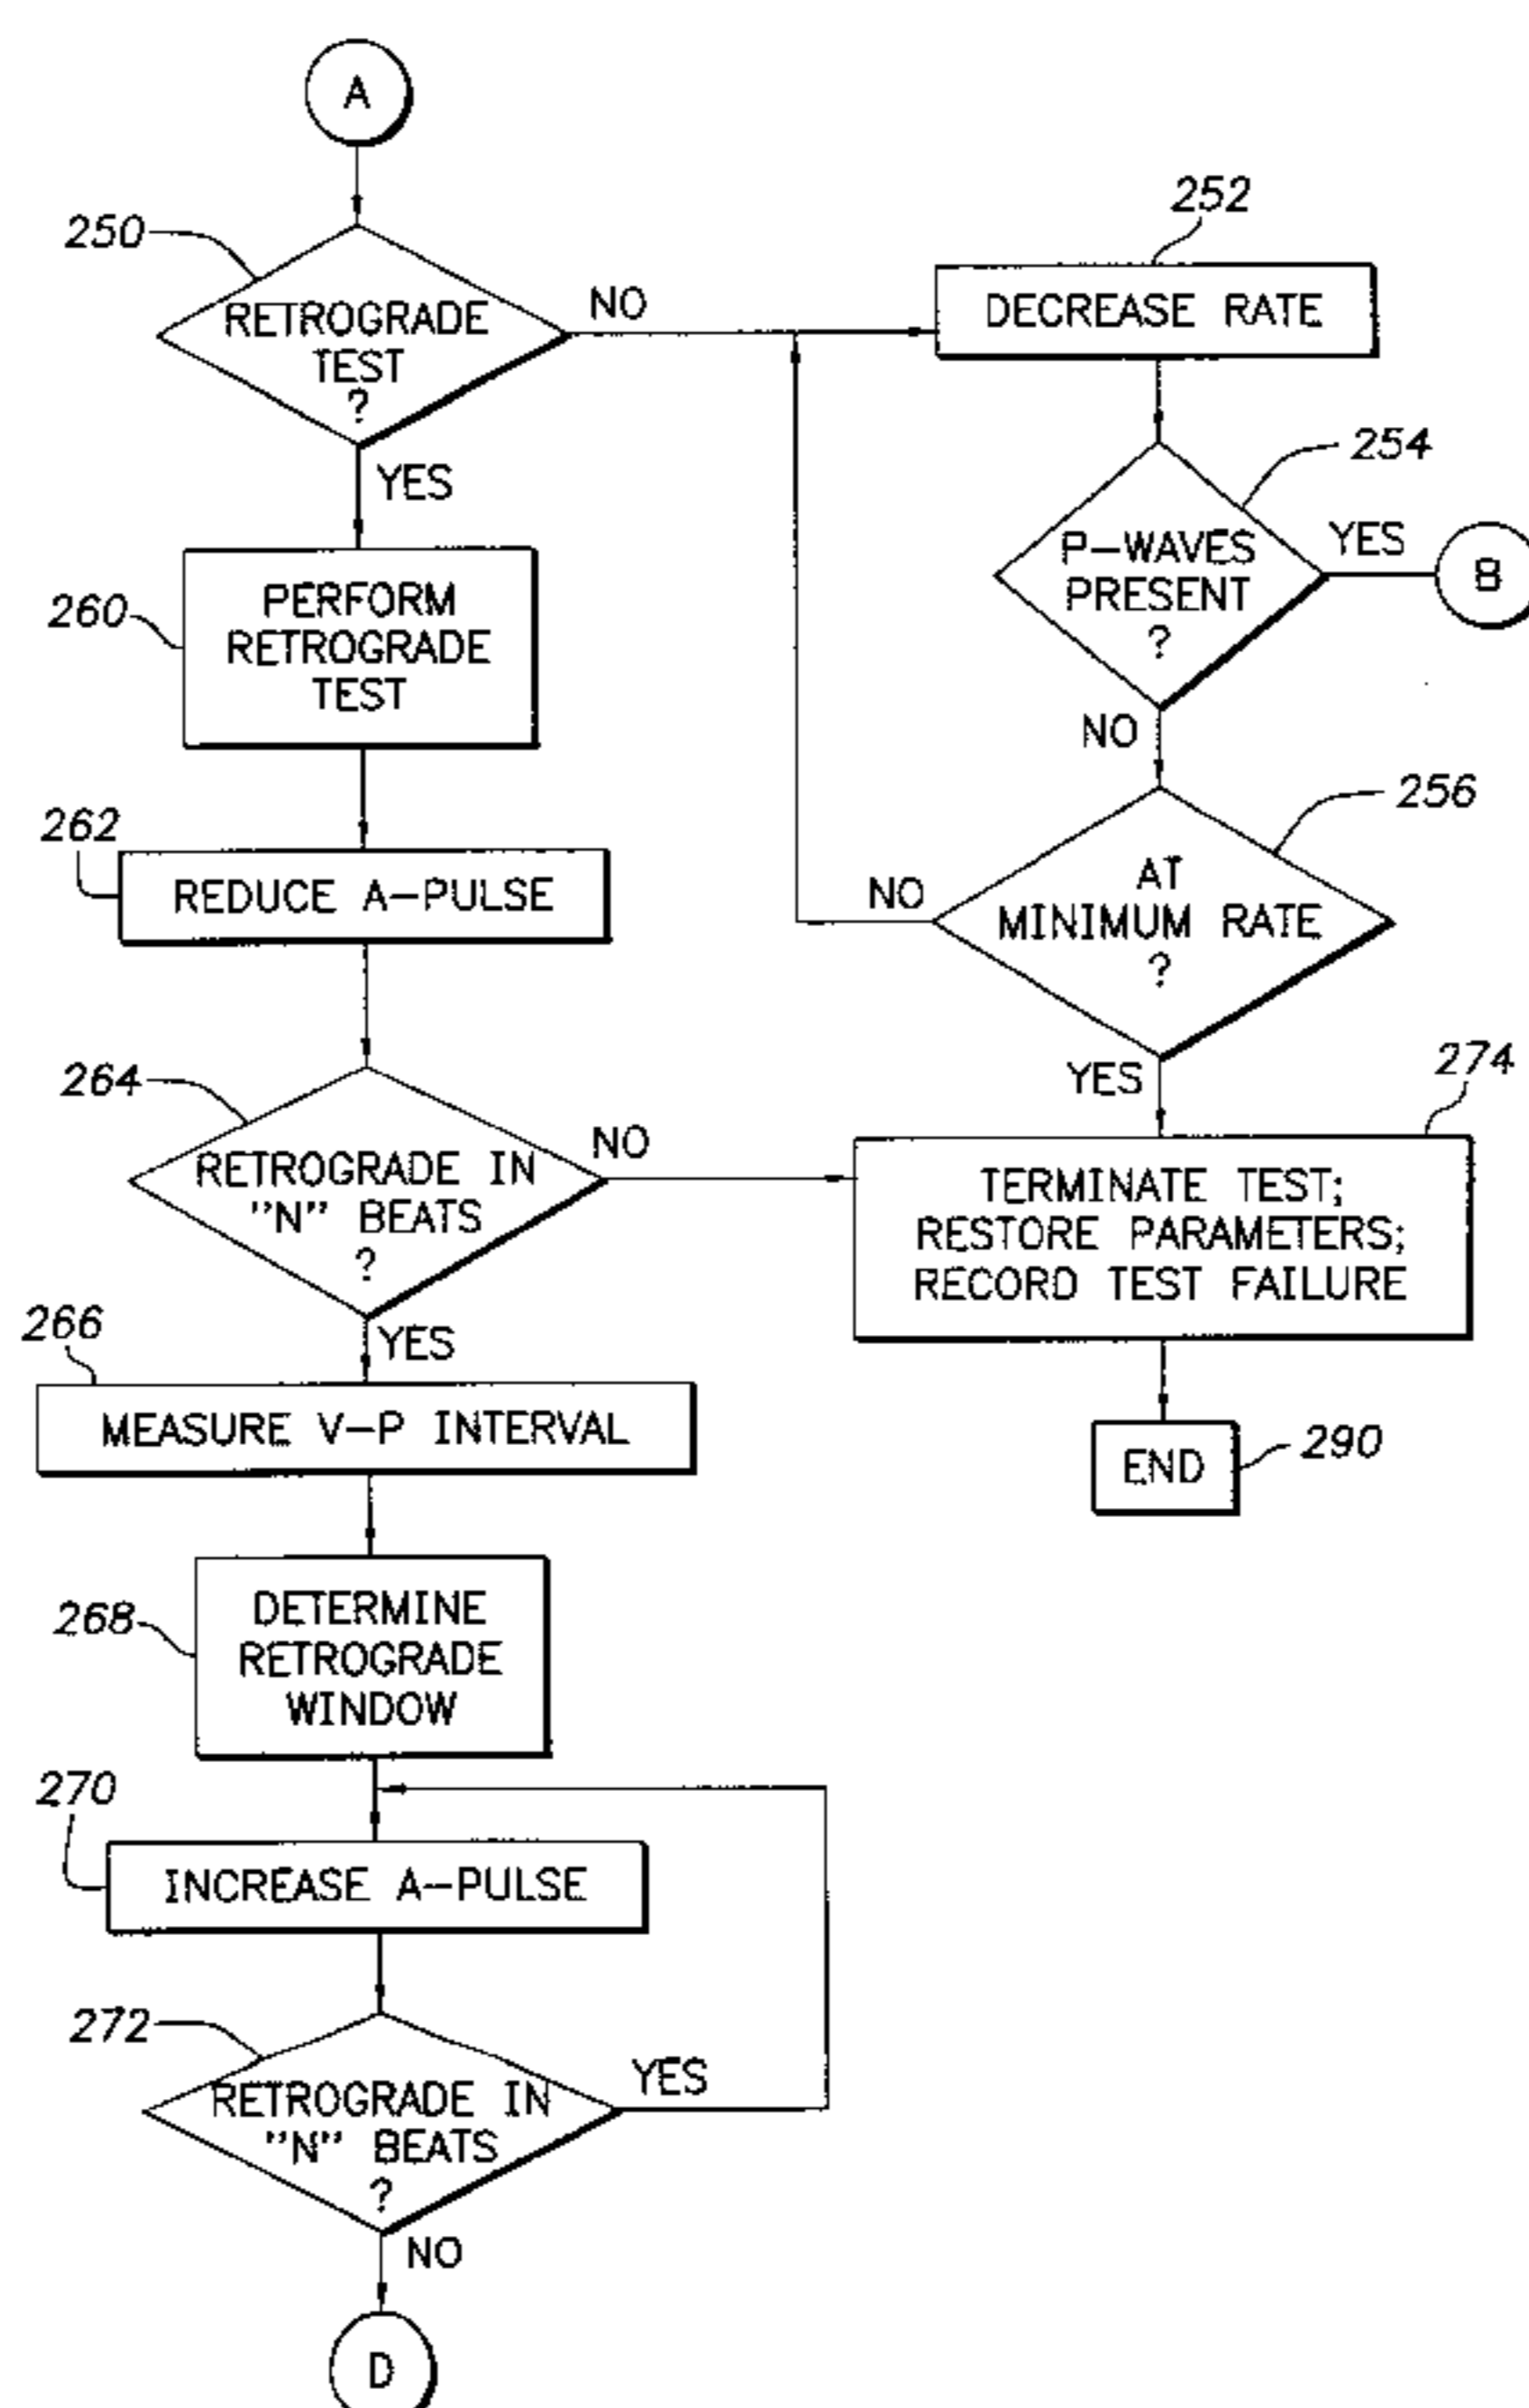 A
250
RETROGRADE
TEST
?
NO
YES
252
DECREASE RATE
254
P-WAVES
PRESENT
?
YES
B
NO
256
AT
MINIMUM RATE
?
NO
YES
260
PERFORM
RETROGRADE
TEST
262
REDUCE A-PULSE
264
RETROGRADE IN
"N" BEATS
?
NO
YES
274
TERMINATE TEST;
RESTORE PARAMETERS;
RECORD TEST FAILURE
END
290
266
MEASURE V-P INTERVAL
268
DETERMINE
RETROGRADE
WINDOW
270
INCREASE A-PULSE
272
RETROGRADE IN
"N" BEATS
?
YES
NO
D